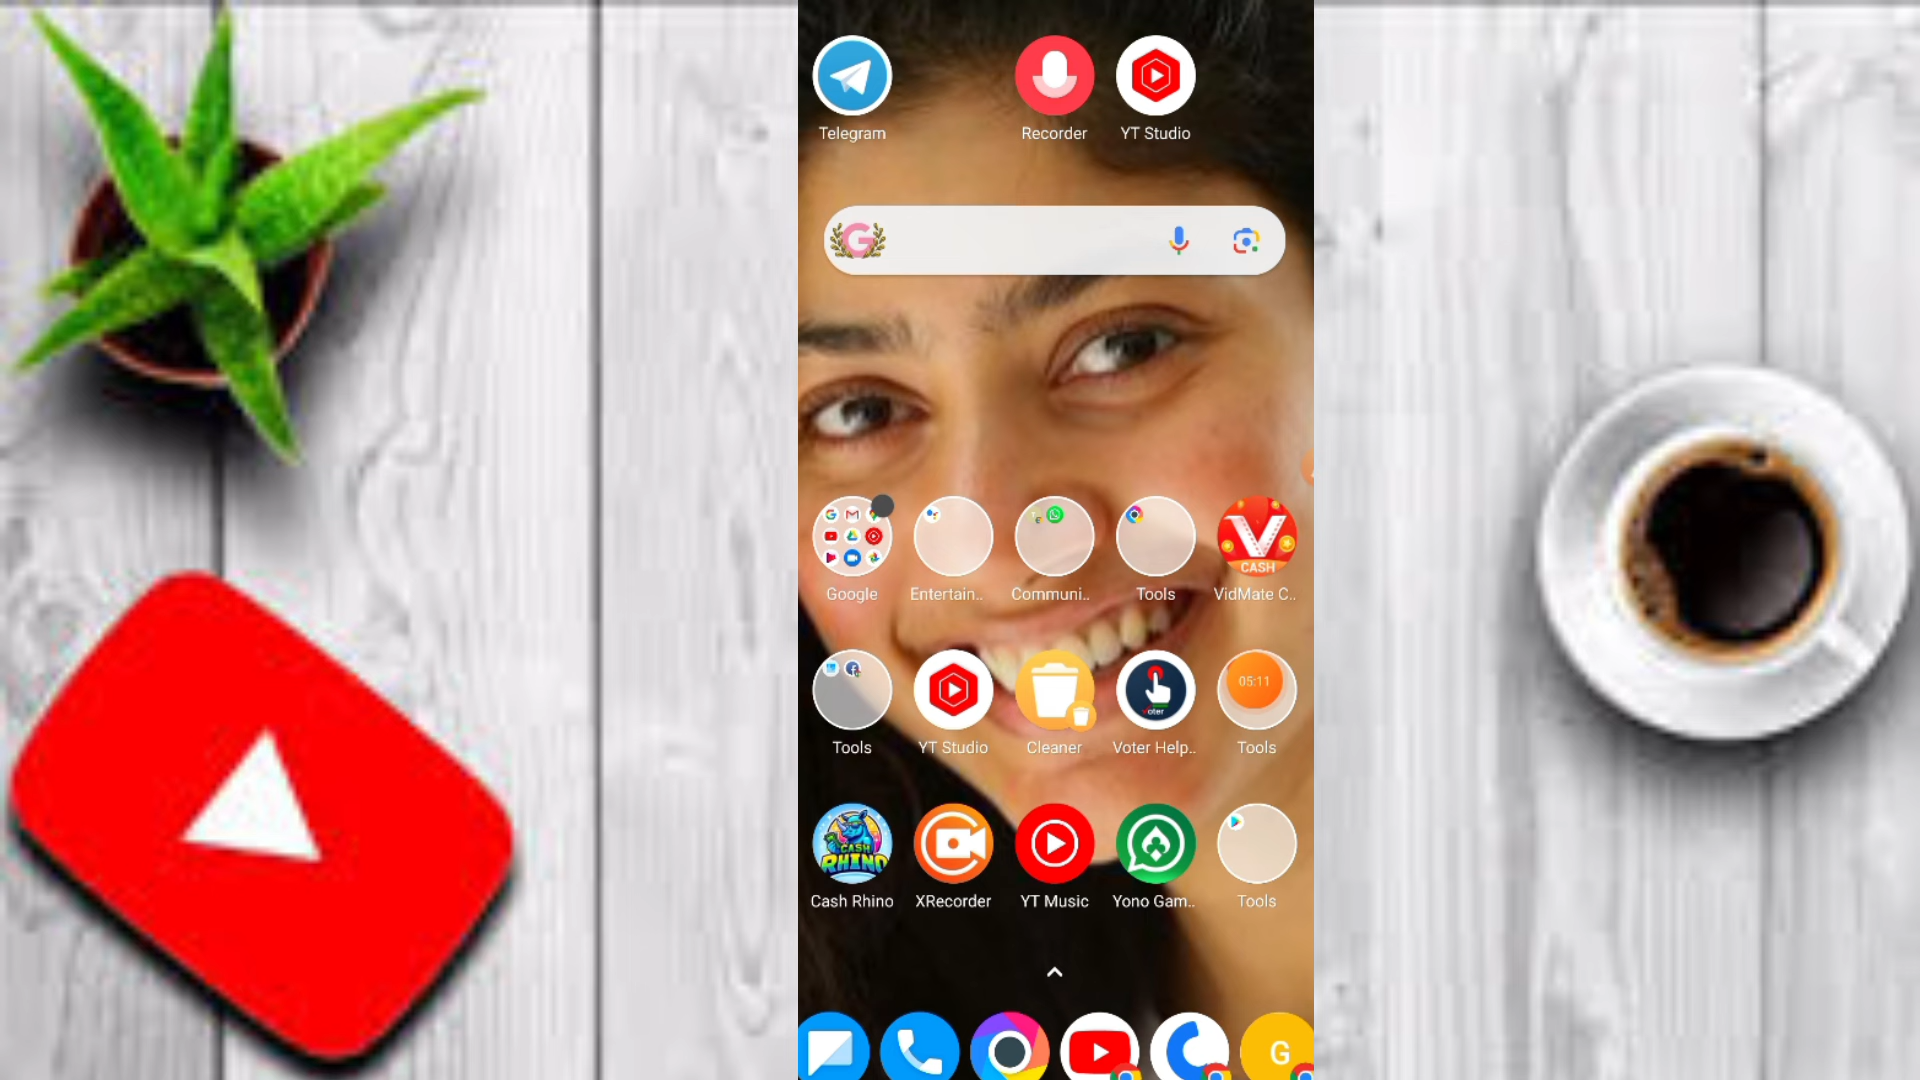 Telegram
Recorder
YT Studio
G
Google
Entertain..
Communi..
Tools
CASH
VidMate C..
05:11
Voter
Tools
YT Studio
Cleaner
Voter Help..
Tools
CASH
RHINO
Cash Rhino
XRecorder
YT Music
Yono Gam..
Tools
G